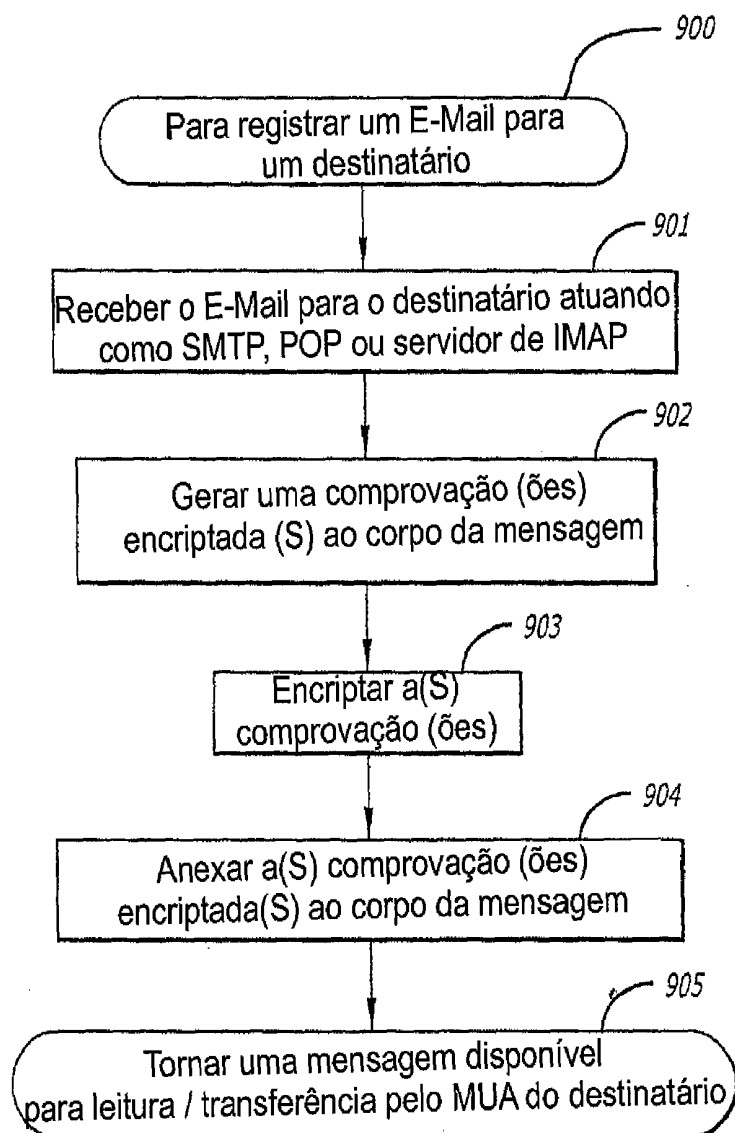 900
Para registrar um E-Mail para
um destinatário
901
Receber o E-Mail para o destinatário atuando
como SMTP, POP ou servidor de IMAP
902
Gerar uma comprovação (ões)
encriptada (S) ao corpo da mensagem
903
Encriptar a(S)
comprovação (ões)
904
Anexar a(S) comprovação (ões)
encriptada(S) ao corpo da mensagem
905
Tornar uma mensagem disponível
para leitura / transferência pelo MUA do destinatário